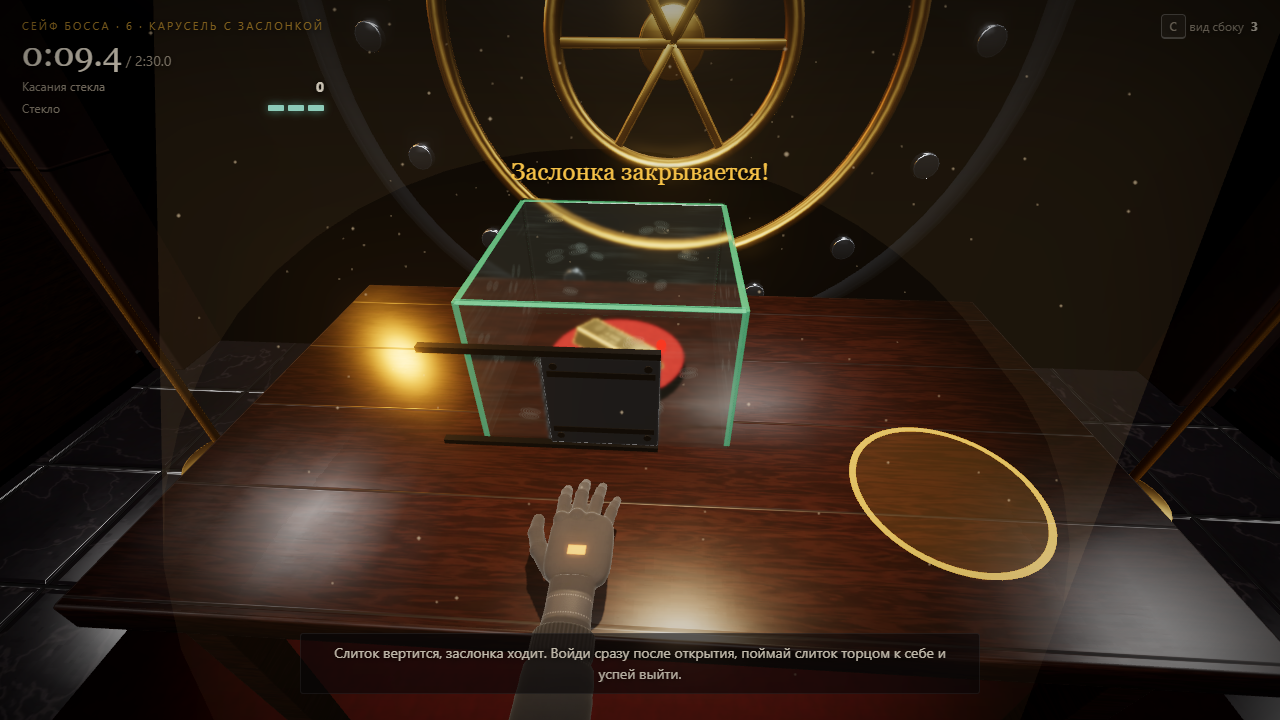 СЕЙФ БОССА · 6 · КАРУСЕЛЬ С ЗАСЛОНКОЙ
0:09.4 / 2:30.0
Касания стекла 0
Стекло
C вид сбоку 3
Заслонка закрывается!
Слиток вертится, заслонка ходит. Войди сразу после открытия, поймай слиток торцом к себе и
успей выйти.